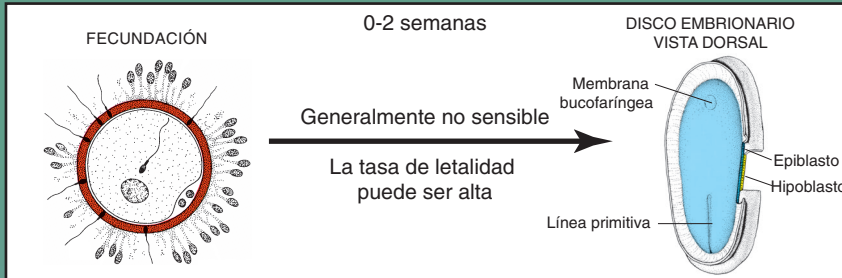 0-2 semanas
FECUNDACIÓN
Generalmente no sensible
La tasa de letalidad
puede ser alta
DISCO EMBRIONARIO
VISTA DORSAL
Membrana
bucofaríngea
Epiblasto
Hipoblasto
Línea primitiva